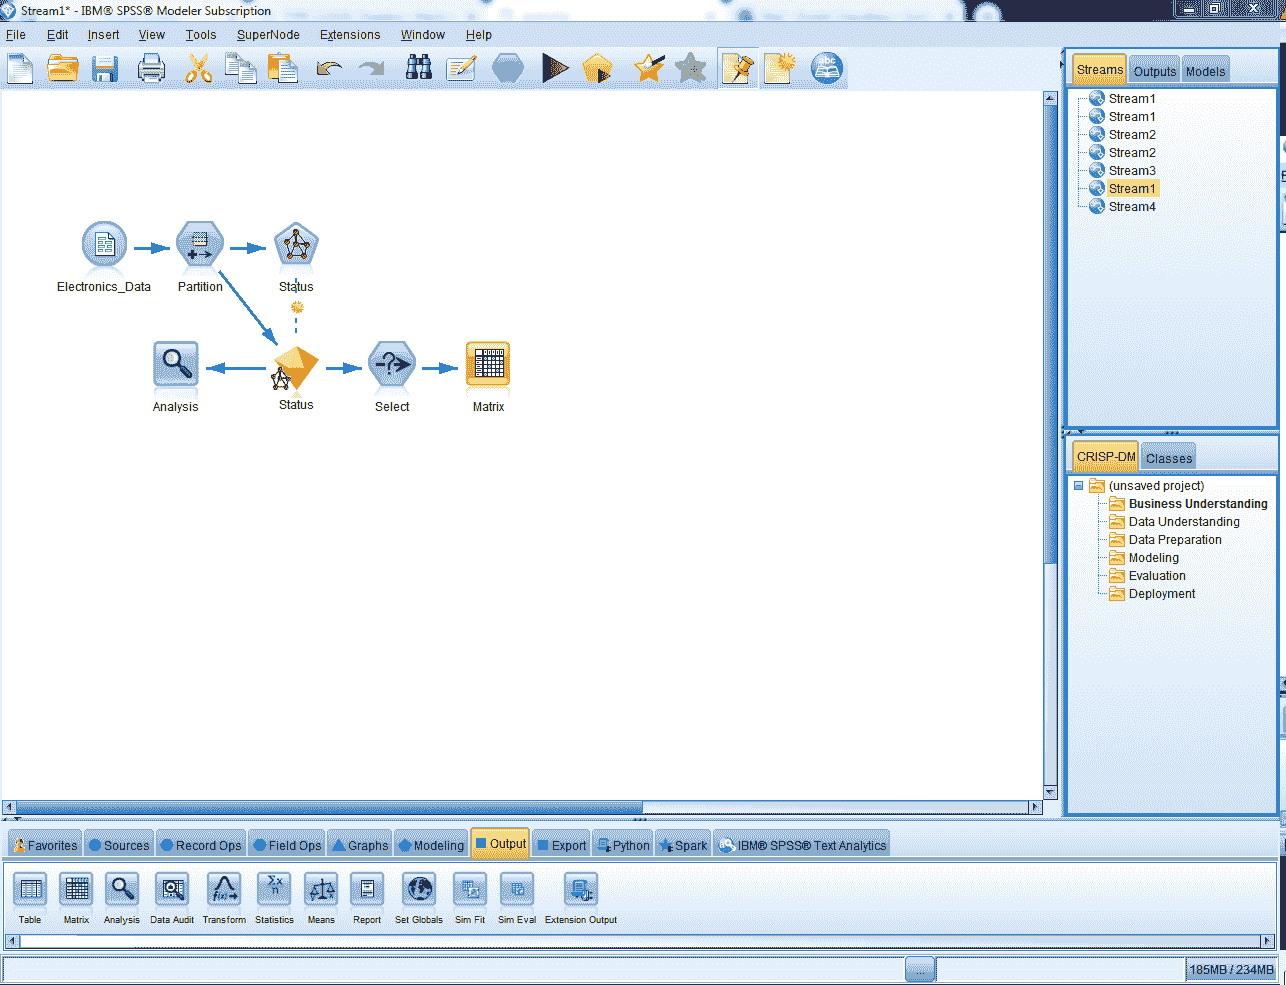 Stream1* - IBM® SPSS® Modeler Subscription
File Edit Insert View Tools SuperNode Extensions Window Help
abc
Streams Outputs Models
Stream1
Stream1
Stream2
Stream2
Stream3
Stream1
Stream4
Electronics_Data Partition Status
Analysis Status Select Matrix
CRISP-DM Classes
(unsaved project)
Business Understanding
Data Understanding
Data Preparation
Modeling
Evaluation
Deployment
Favorites Sources Record Ops Field Ops Graphs Modeling Output Export Python Spark IBM® SPSS® Text Analytics
Table Matrix Analysis Data Audit Transform Statistics Means Report Set Globals Sim Fit Sim Eval Extension Output
... 185MB / 234MB